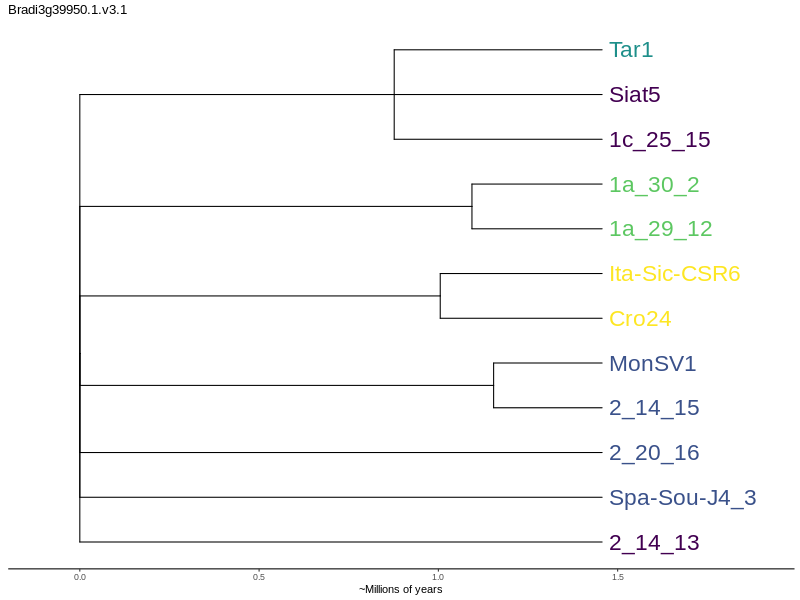 Bradi3g39950.1.v3.1
Tar1
Siat5
1c_25_15
1a_30_2
1a_29_12
Ita-Sic-CSR6
Cro24
MonSV1
2_14_15
2_20_16
Spa-Sou-J4_3
2_14_13
0.0 0.5 1.0 1.5
~Millions of years